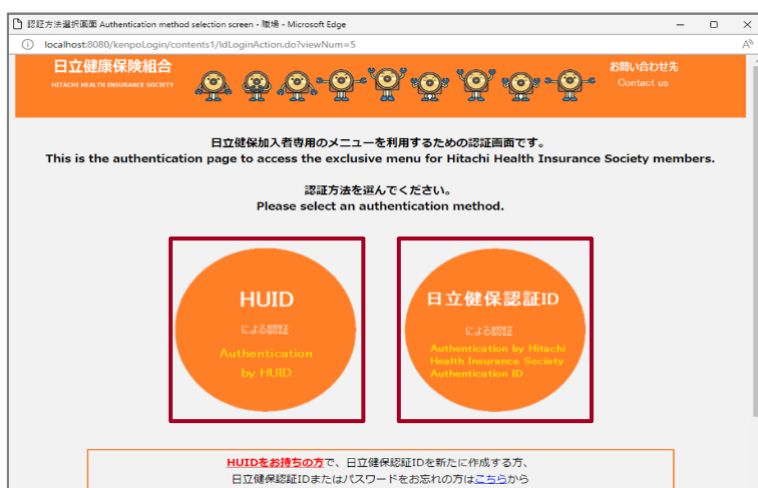 認証方法選択画面 Authentication method selection screen - 職場 - Microsoft Edge
localhost:8080/kenpoLogin/contents1/IdLoginAction.do?viewNum=5
日立健康保険組合
HITACHI HEALTH INSURANCE SOCIETY
お問い合わせ先
Contact us
日立健保加入者専用のメニューを利用するための認証画面です。
This is the authentication page to access the exclusive menu for Hitachi Health Insurance Society members.
認証方法を選んでください。
Please select an authentication method.
HUID
による認証
Authentication
by HUID
日立健保認証ID
による認証
Authentication by Hitachi
Health Insurance Society
Authentication ID
HUIDをお持ちの方で、日立健保認証IDを新たに作成する方、
日立健保認証IDまたはパスワードをお忘れの方はこちらから